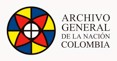 ARCHIVO
GENERAL
DE LA NACIÓN
COLOMBIA